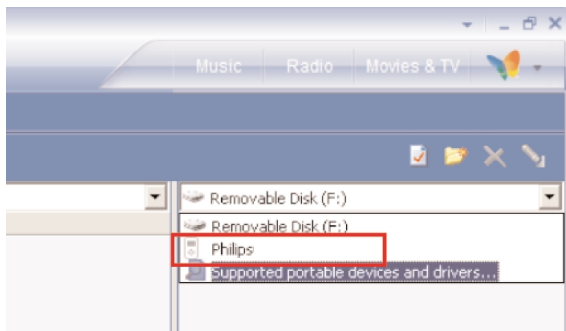 Music Radio Movies & TV
Removable Disk (F:)
Removable Disk (F:)
Philips
Supported portable devices and drivers...